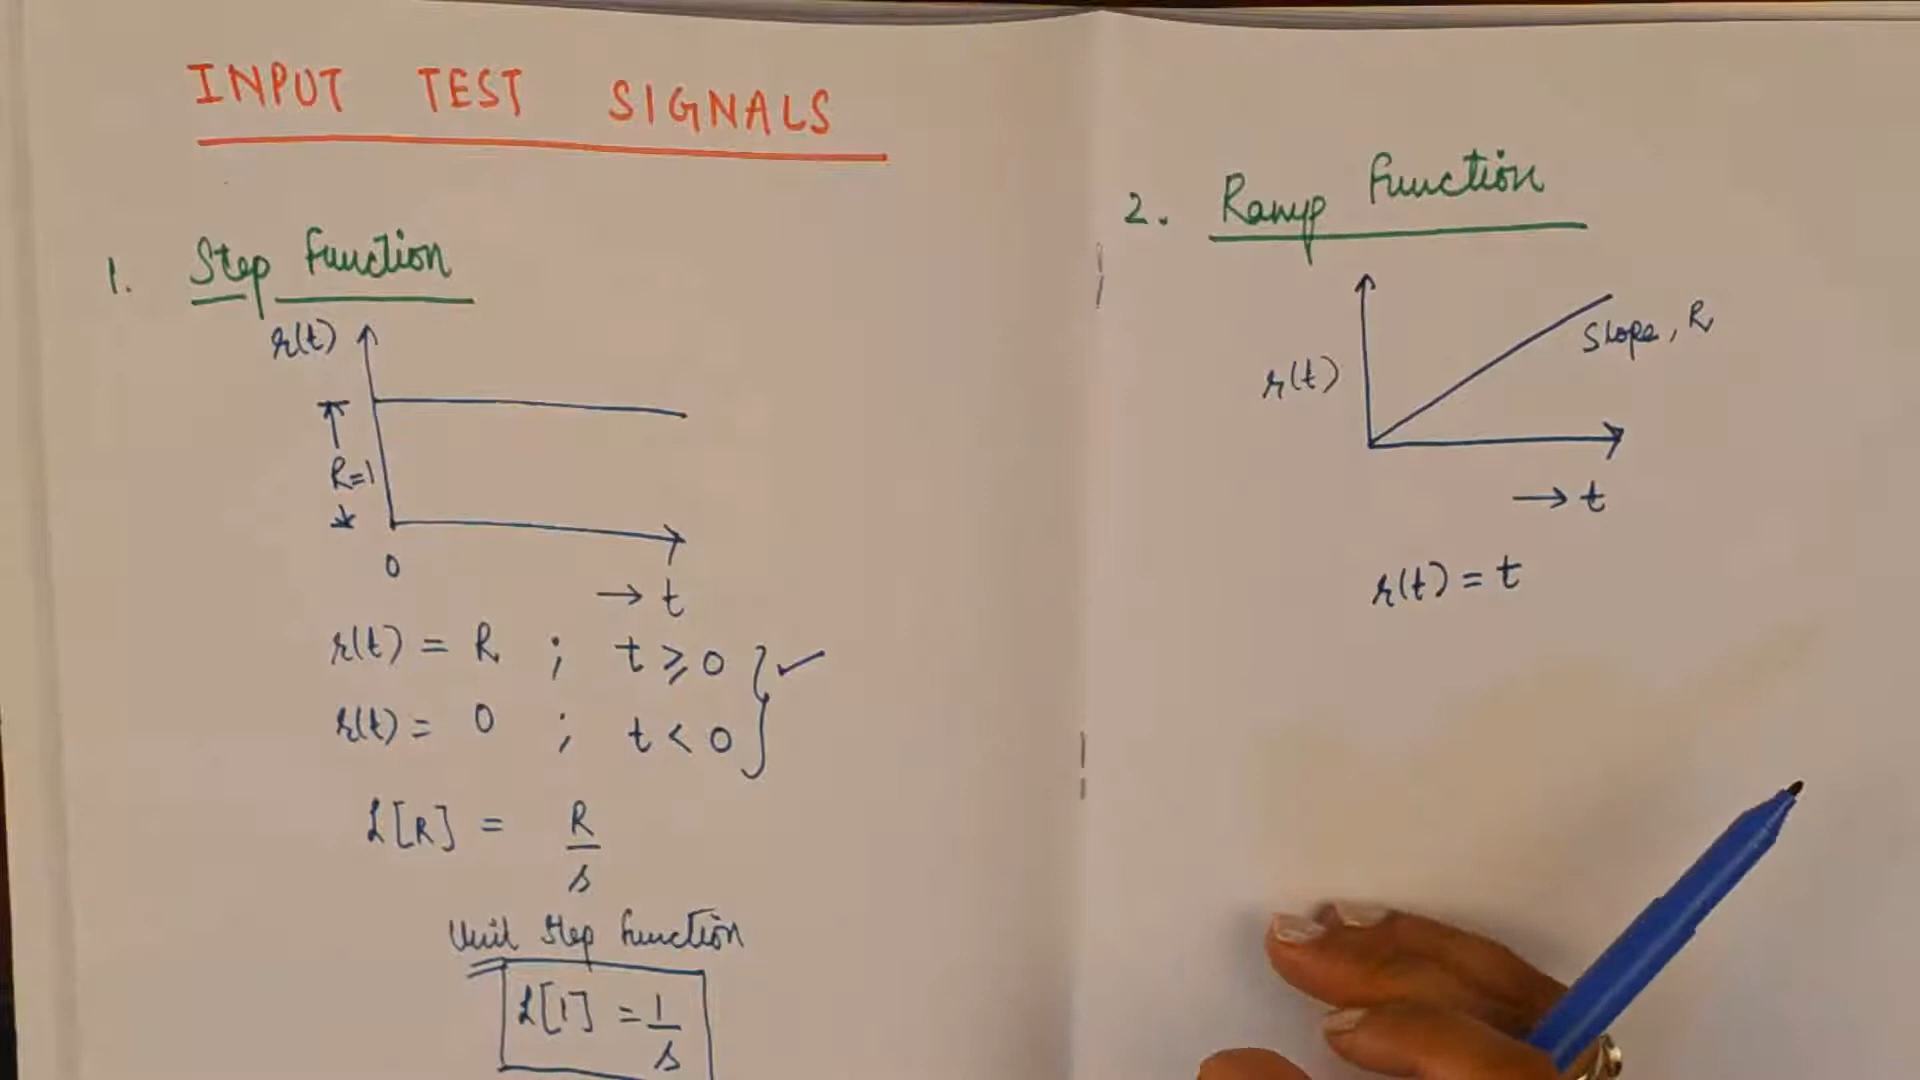 INPUT TEST SIGNALS
1. Step Function
r(t)
R=1
0
→ t
r(t) = R ; t ≥ 0
r(t) = 0 ; t < 0
L[R] = R/s
Unit Step Function
L[1] = 1/s
2. Ramp Function
Slope, R
r(t)
→ t
r(t) = t